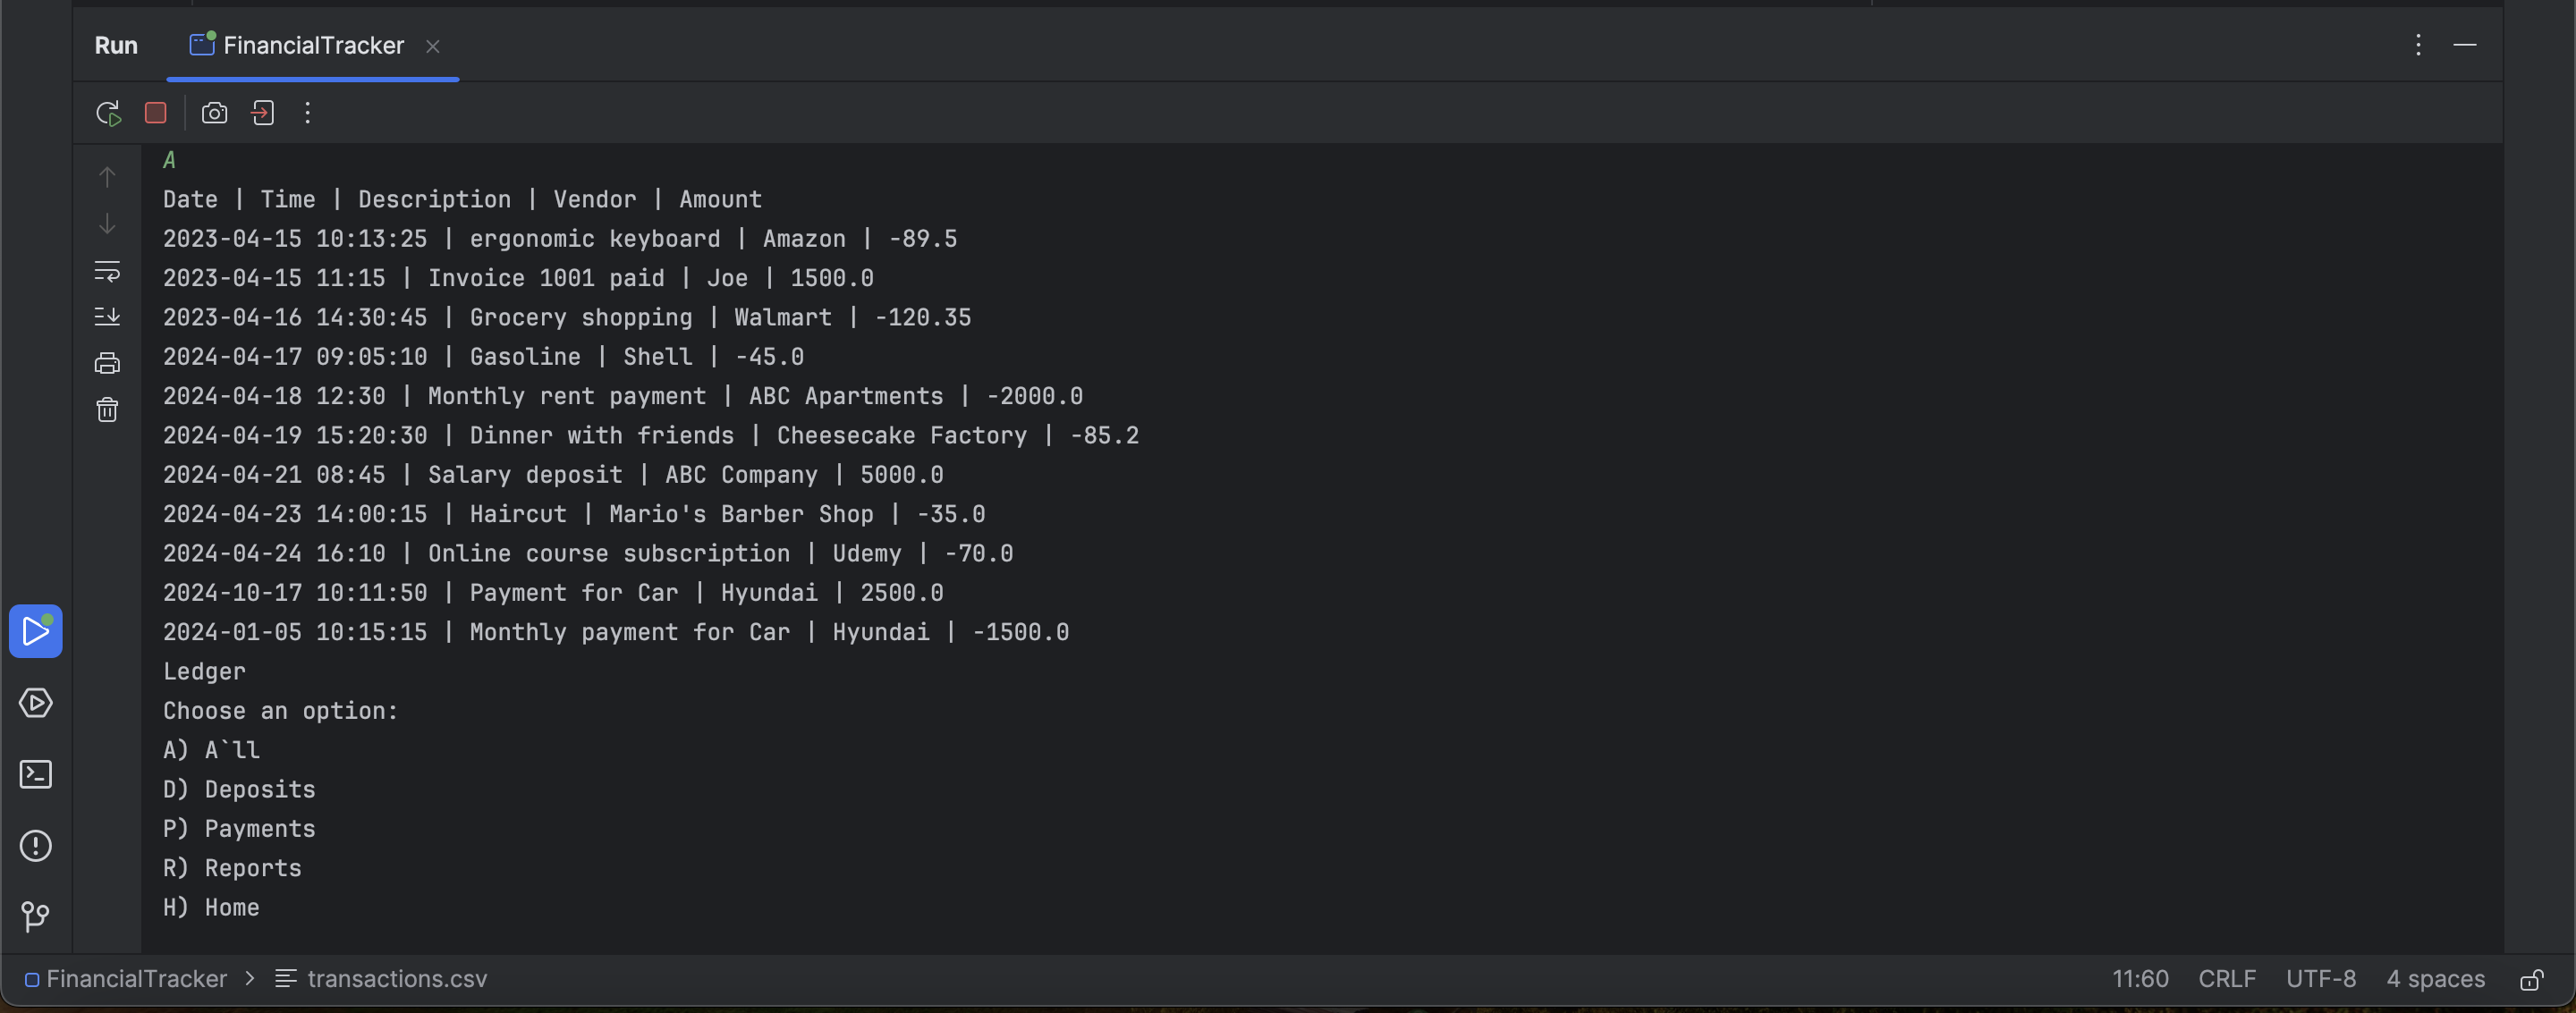 Run FinancialTracker
A
Date | Time | Description | Vendor | Amount
2023-04-15 10:13:25 | ergonomic keyboard | Amazon | -89.5
2023-04-15 11:15 | Invoice 1001 paid | Joe | 1500.0
2023-04-16 14:30:45 | Grocery shopping | Walmart | -120.35
2024-04-17 09:05:10 | Gasoline | Shell | -45.0
2024-04-18 12:30 | Monthly rent payment | ABC Apartments | -2000.0
2024-04-19 15:20:30 | Dinner with friends | Cheesecake Factory | -85.2
2024-04-21 08:45 | Salary deposit | ABC Company | 5000.0
2024-04-23 14:00:15 | Haircut | Mario's Barber Shop | -35.0
2024-04-24 16:10 | Online course subscription | Udemy | -70.0
2024-10-17 10:11:50 | Payment for Car | Hyundai | 2500.0
2024-01-05 10:15:15 | Monthly payment for Car | Hyundai | -1500.0
Ledger
Choose an option:
A) A`ll
D) Deposits
P) Payments
R) Reports
H) Home
FinancialTracker > transactions.csv 11:60 CRLF UTF-8 4 spaces